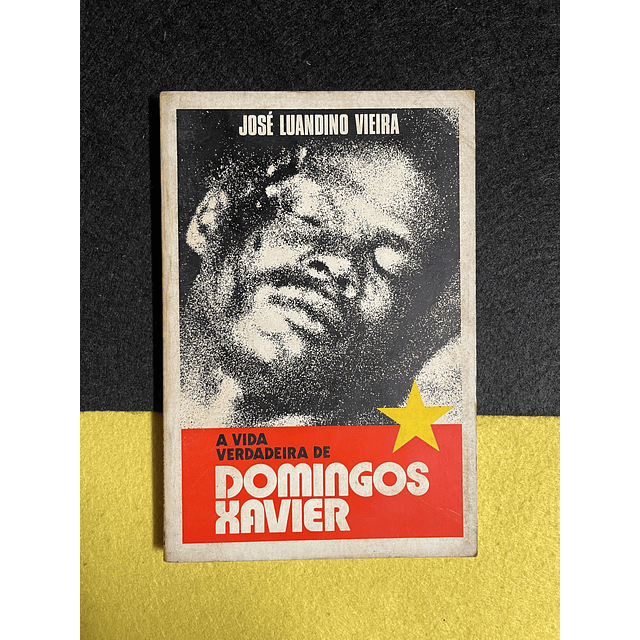 JOSÉ LUANDINO VIEIRA
A VIDA
VERDADEIRA DE
DOMINGOS
XAVIER